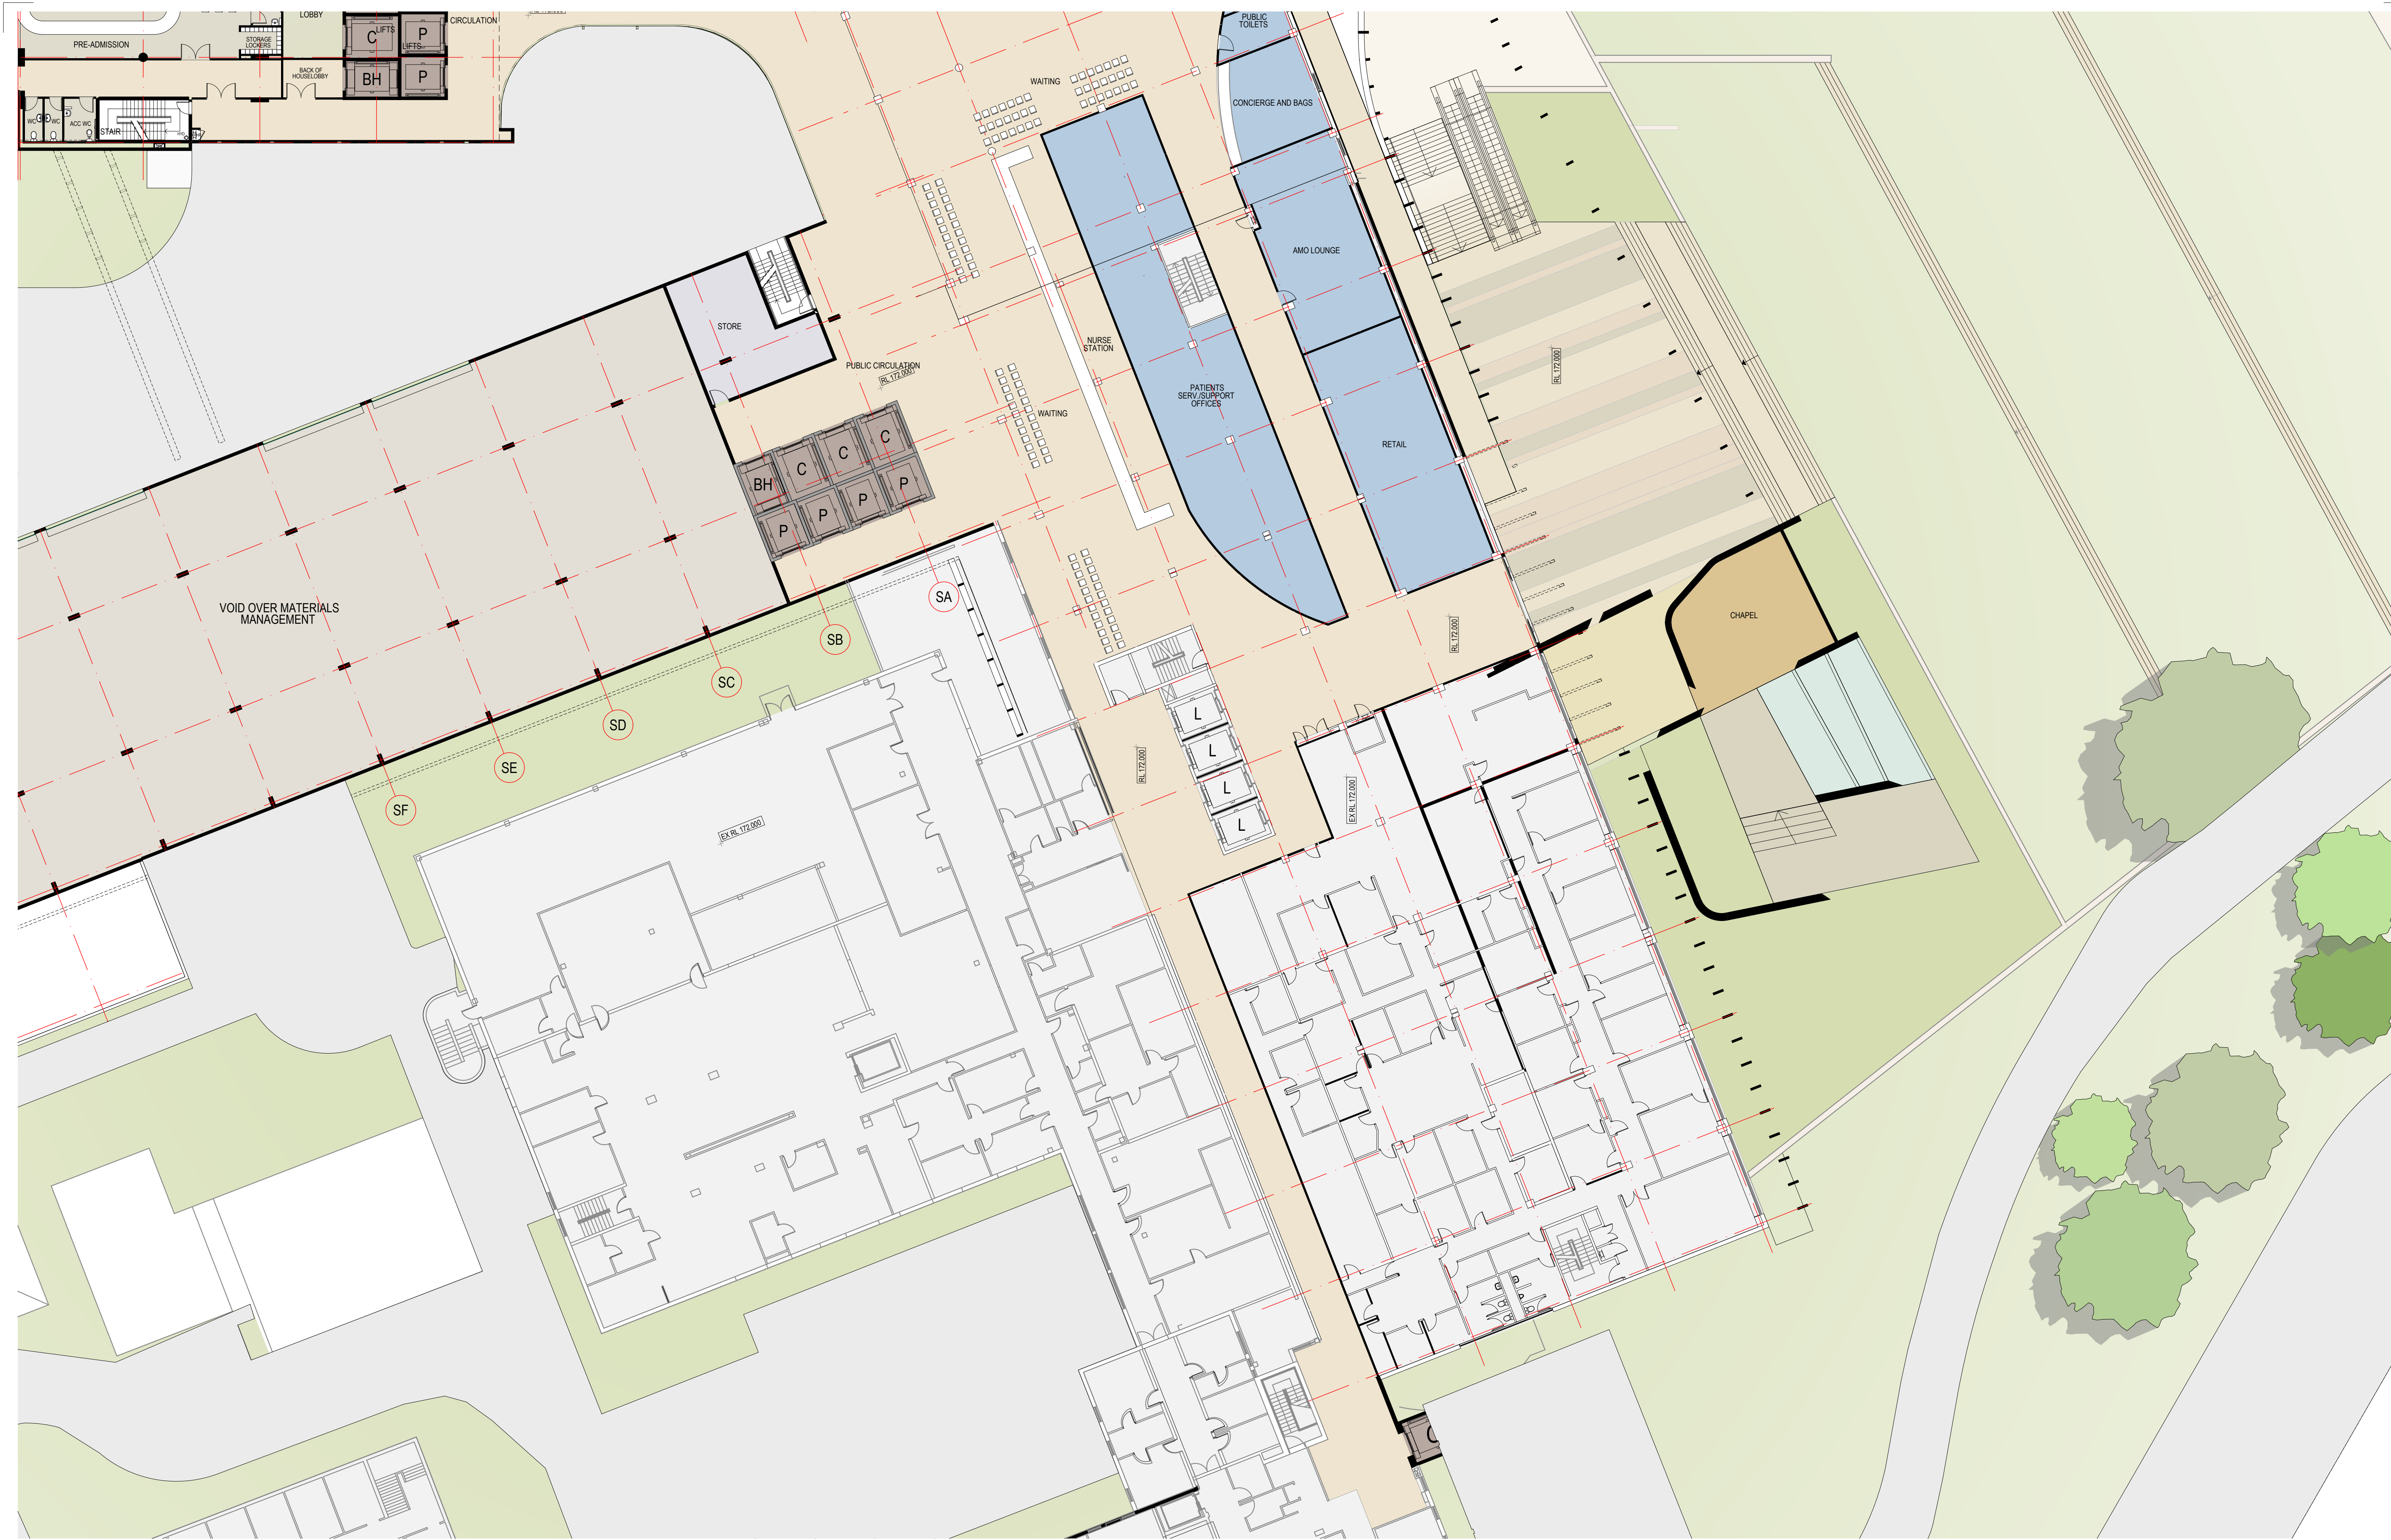 LOBBY
CIRCULATION
PUBLIC
TOILETS
LIFTS
C
P
LIFTS
STORAGE
LOCKERS
PRE-ADMISSION
BACK OF
HOUSELOBBY
BH
P
WC
WC
ACC WC
STAIR
WAITING
CONCIERGE AND BAGS
AMO LOUNGE
STORE
NURSE
STATION
PUBLIC CIRCULATION
RL 172.000
RL 172.000
PATIENTS
SERV./SUPPORT
OFFICES
WAITING
RETAIL
C
C
C
BH
P
P
P
P
SA
VOID OVER MATERIALS
MANAGEMENT
CHAPEL
SB
RL 172.000
SC
L
SD
L
SE
RL 172.000
L
EX RL 172.000
SF
L
EX RL 172.000